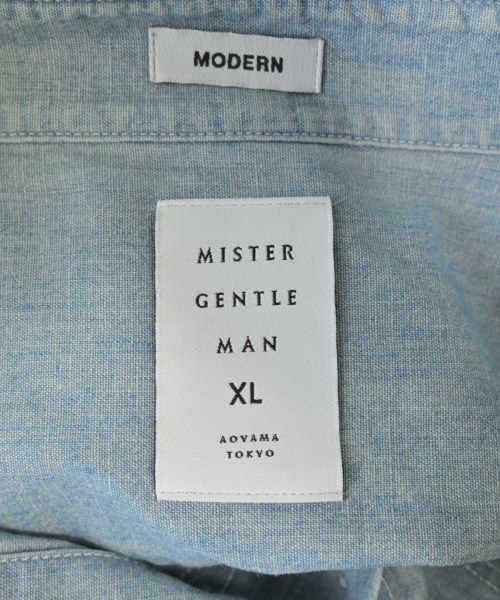 MODERN
MISTER
GENTLE
MAN
XL
AOYAMA
TOKYO